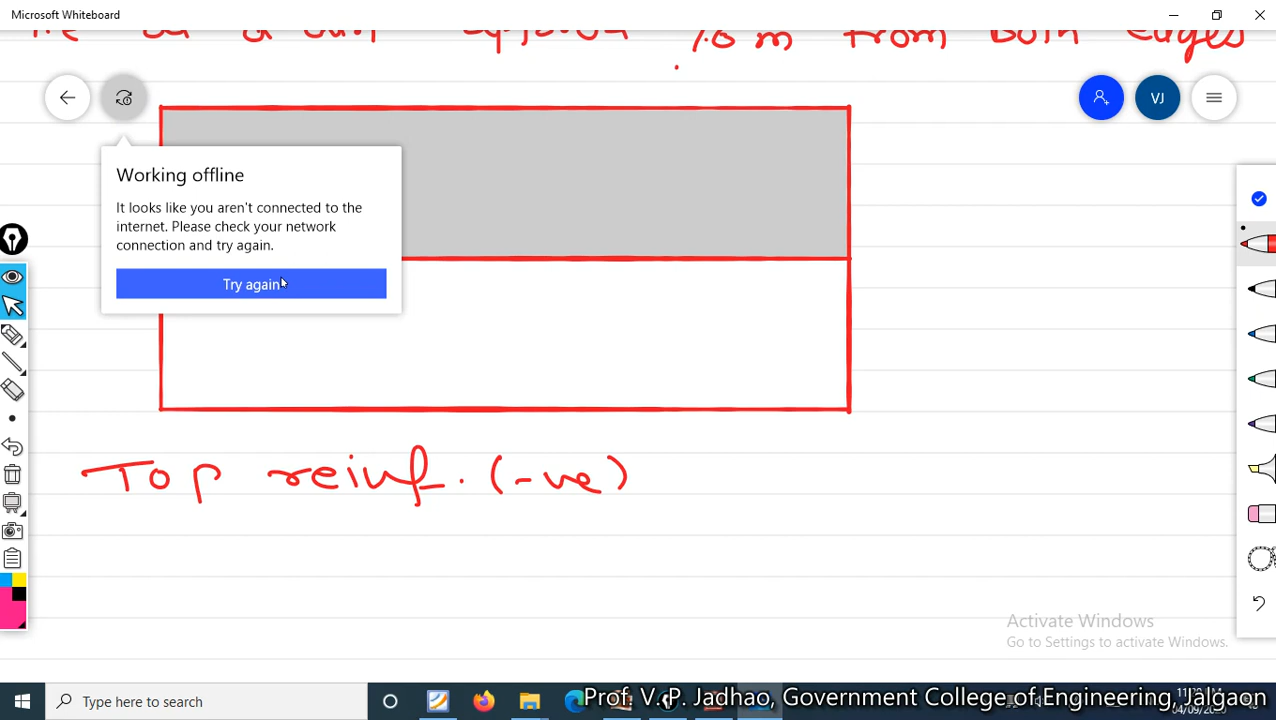 Microsoft Whiteboard
1.5 m from both edges
VJ
Working offline
It looks like you aren't connected to the
internet. Please check your network
connection and try again.
Try again
Top reinf. (-ve)
Activate Windows
Go to Settings to activate Windows.
Type here to search
Prof. V. P. Jadhao, Government College of Engineering, Jalgaon